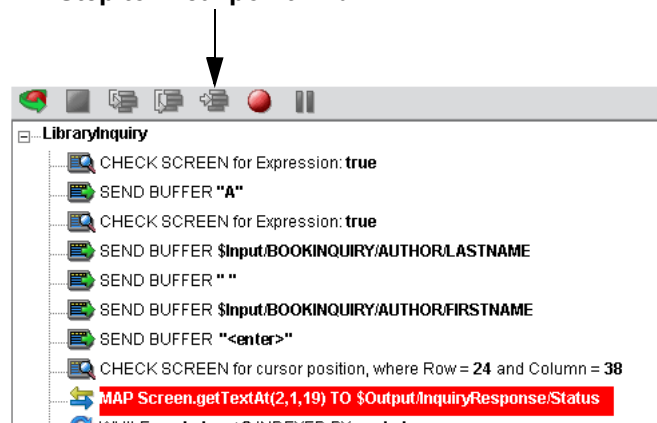 LibraryInquiry
CHECK SCREEN for Expression: true
SEND BUFFER "A"
CHECK SCREEN for Expression: true
SEND BUFFER $Input/BOOKINQUIRY/AUTHOR/LASTNAME
SEND BUFFER " "
SEND BUFFER $Input/BOOKINQUIRY/AUTHOR/FIRSTNAME
SEND BUFFER "<enter>"
CHECK SCREEN for cursor position, where Row = 24 and Column = 38
MAP Screen.getTextAt(2,1,19) TO $Output/InquiryResponse/Status